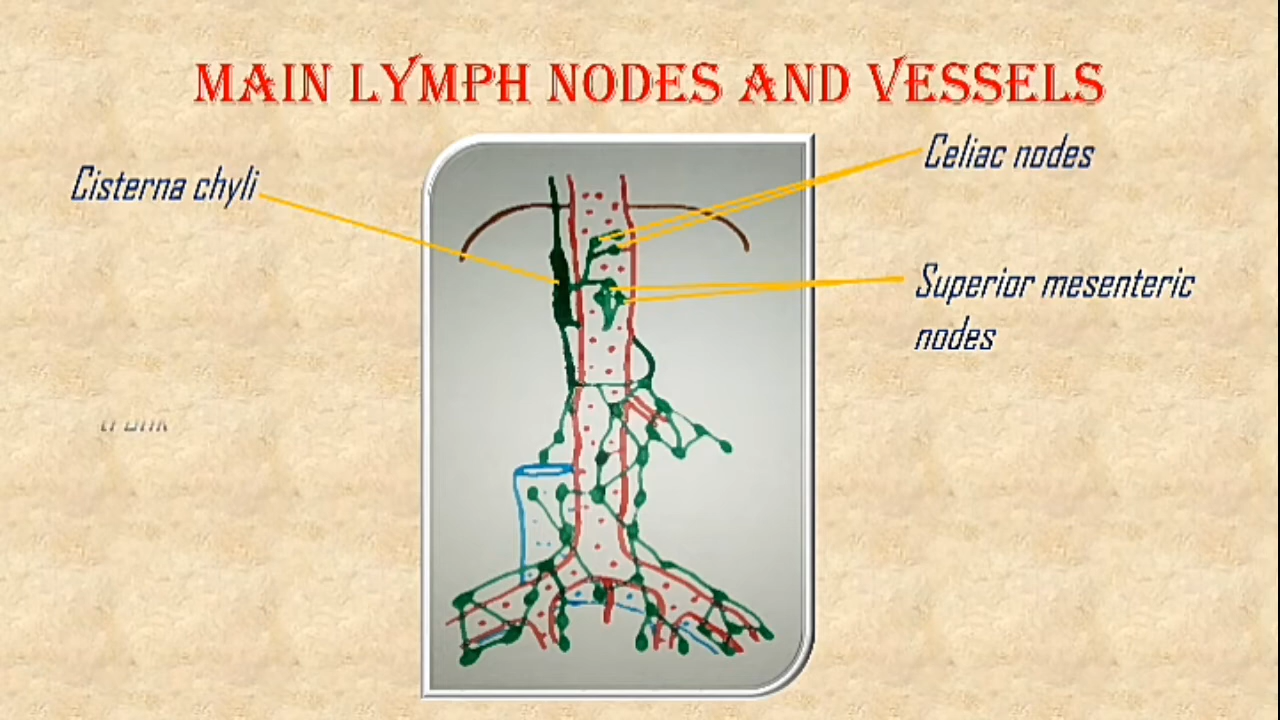 MAIN LYMPH NODES AND VESSELS
Celiac nodes
Cisterna chyli
Superior mesenteric
nodes